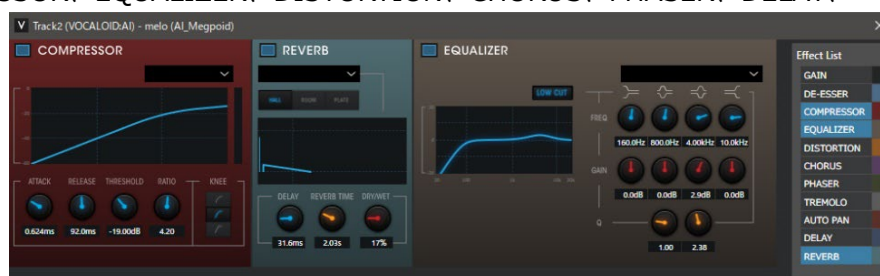 COMPRESSOR, EQUALIZER, DISTORTION, CHORUS, PHASER, DELAY,
V Track2 (VOCALOID:AI) - melo (AI_Megpoid)
COMPRESSOR
ATTACK RELEASE THRESHOLD RATIO KNEE
0.624ms 92.0ms -19.00dB 4.20
REVERB
HALL ROOM PLATE
DELAY REVERB TIME DRY/WET
31.6ms 2.03s 17%
EQUALIZER
LOW CUT
FREQ
160.0Hz 800.0Hz 4.00kHz 10.0kHz
GAIN
0.0dB 0.0dB 2.9dB 0.0dB
Q
1.00 2.38
Effect List
GAIN
DE-ESSER
COMPRESSOR
EQUALIZER
DISTORTION
CHORUS
PHASER
TREMOLO
AUTO PAN
DELAY
REVERB